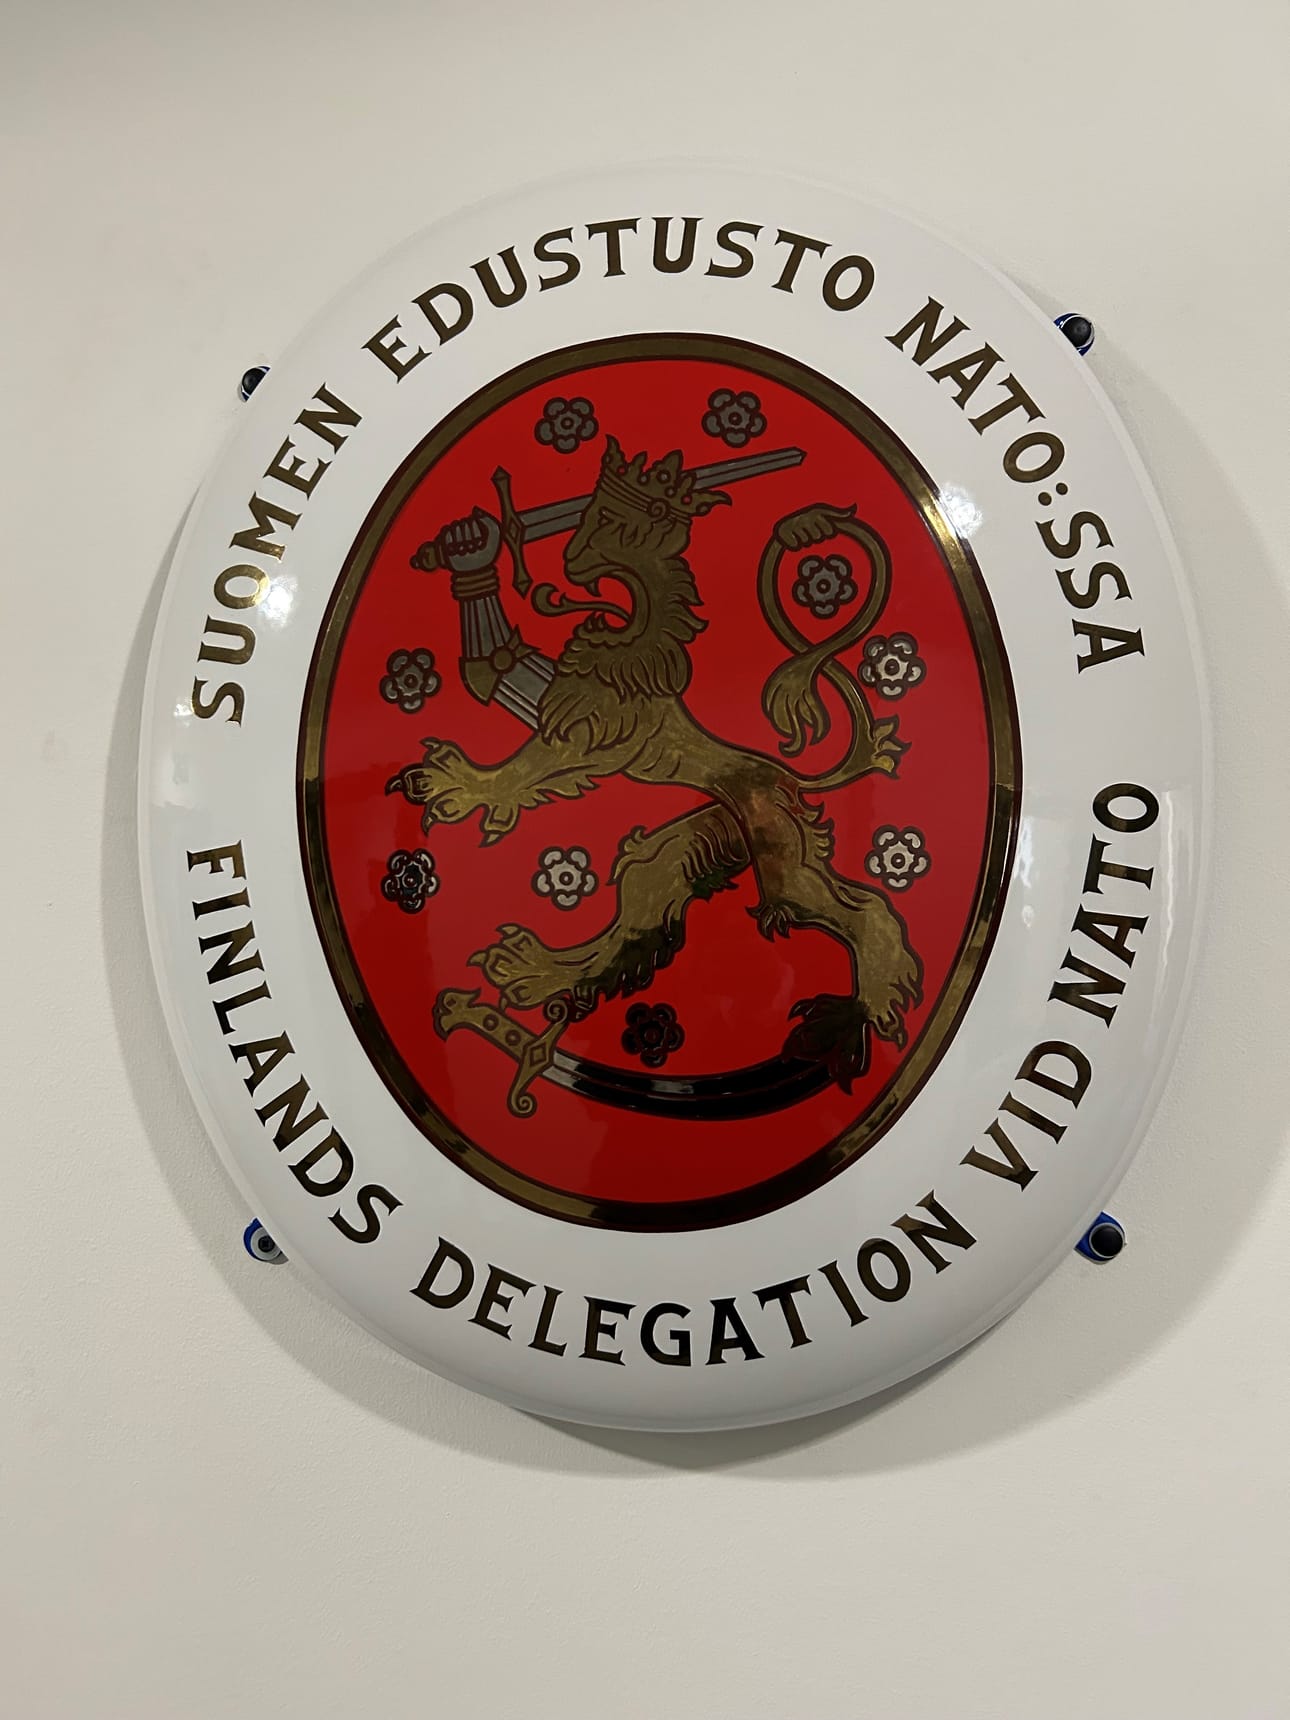 SUOMEN EDUSTUSTO NATO:SSA
FINLANDS DELEGATION VID NATO